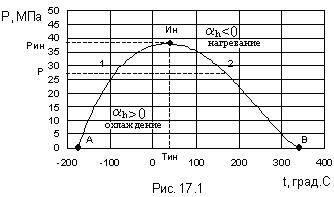 P, МПа
50
45
40
35
30
25
20
15
10
5
0
Pин
P
Ин
αh<0
нагревание
1
2
αh>0
охлаждение
A
B
-200 -100 0 100 200 300 400
Tин
t, град.С
Рис. 17.1